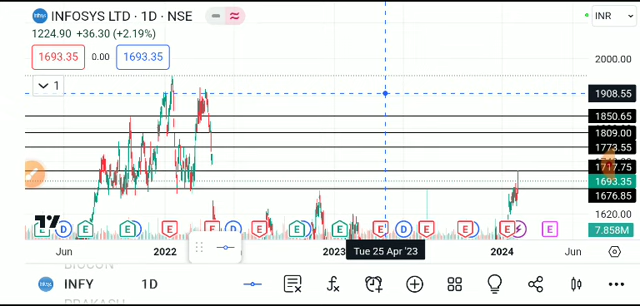 INFOSYS LTD · 1D · NSE
INR
1224.90 +36.30 (+2.19%)
1693.35 0.00 1693.35
1
2000.00
1908.55
1850.65
1809.00
1773.55
1717.75
1693.35
1676.85
1620.00
7.858M
E D E E E D E E E E D E E E E
Jun 2022 2023 Tue 25 Apr '23 2024 Jun
INFY 1D